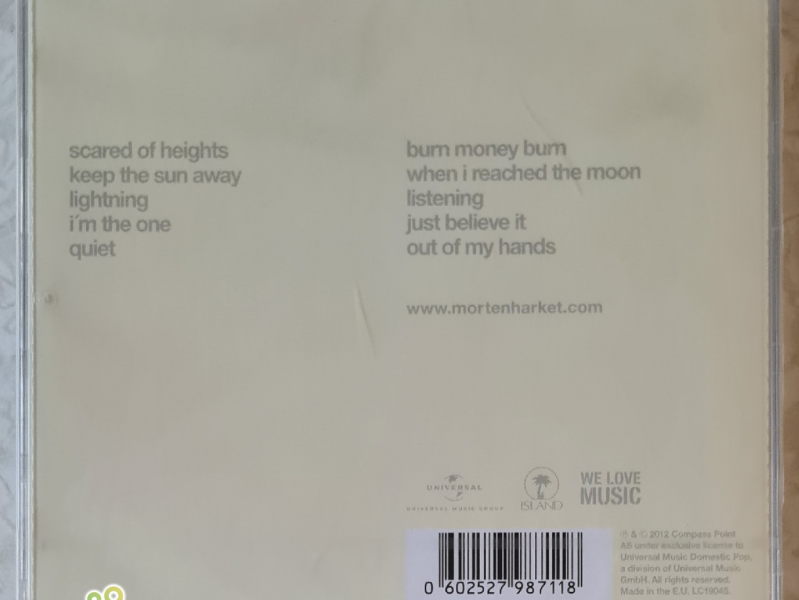 scared of heights
keep the sun away
lightning
i´m the one
quiet
burn money burn
when i reached the moon
listening
just believe it
out of my hands
www.mortenharket.com
UNIVERSAL
UNIVERSAL MUSIC GROUP
ISLAND
WE LOVE
MUSIC
℗ & © 2012 Compass Point
All under exclusive license to
Universal Music Domestic Pop,
a division of Universal Music
GmbH. All rights reserved.
Made in the E.U. LC19045.
0 602527 987118